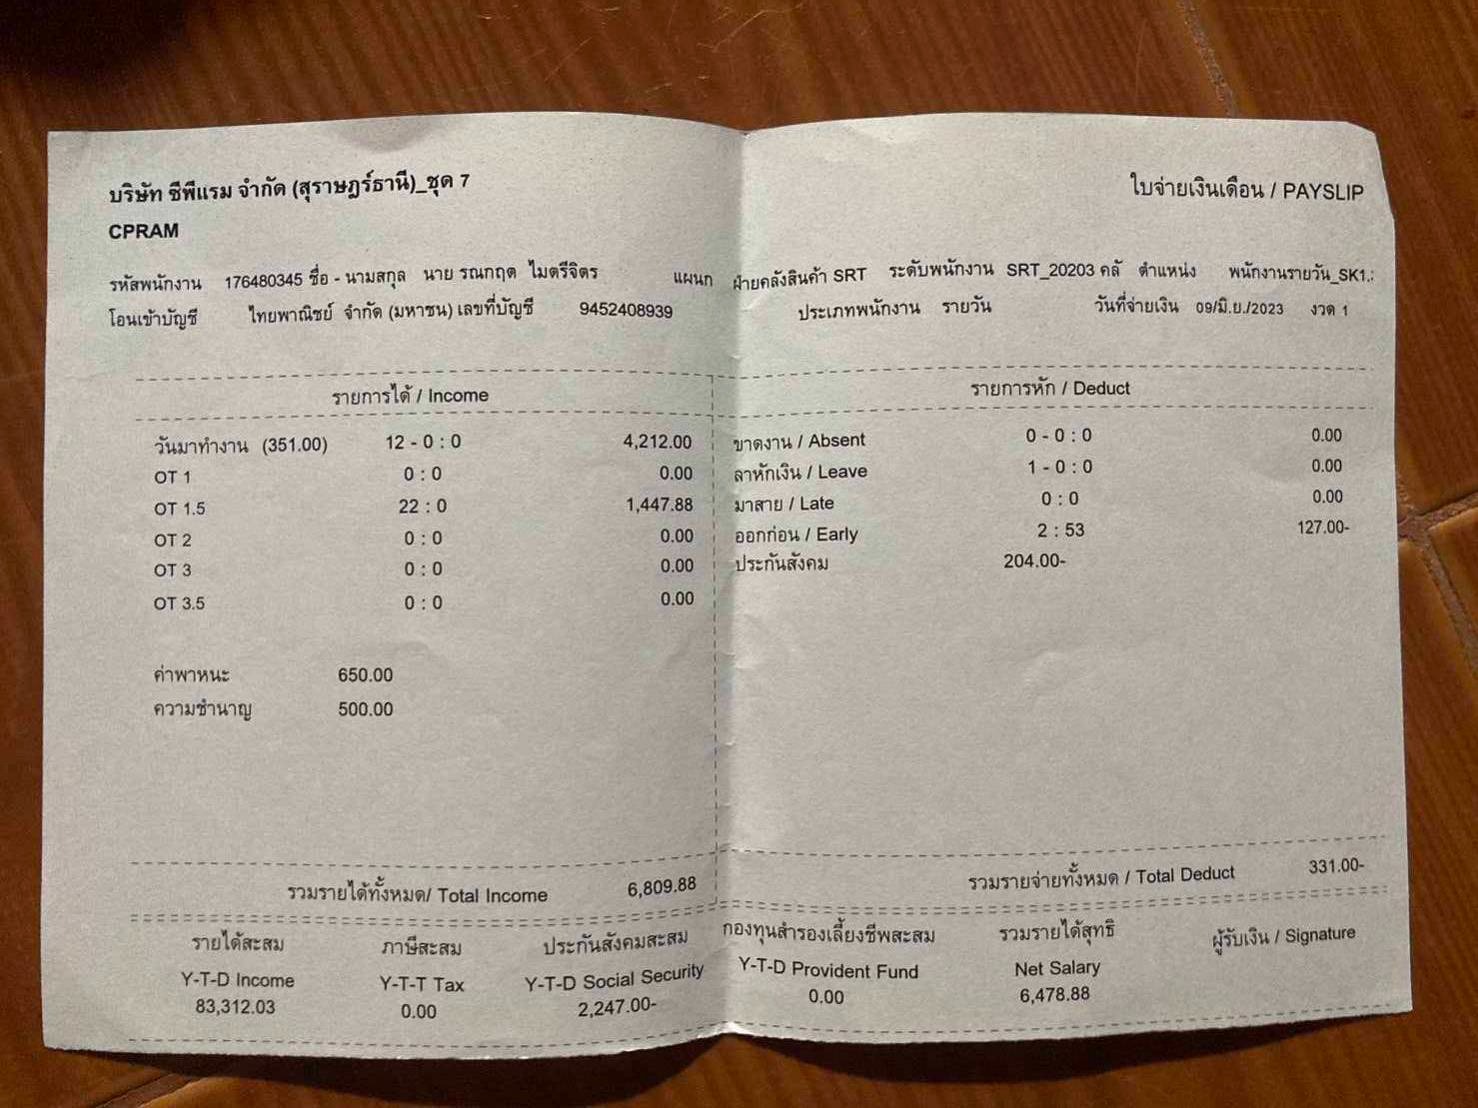 บริษัท ซีพีแรม จำกัด (สุราษฎร์ธานี)_ชุด 7
ใบจ่ายเงินเดือน / PAYSLIP
CPRAM
รหัสพนักงาน 176480345 ชื่อ - นามสกุล นาย รณกฤต ไมตรีจิตร แผนก ฝ่ายคลังสินค้า SRT ระดับพนักงาน SRT_20203 คลั ตำแหน่ง พนักงานรายวัน_SK1.
โอนเข้าบัญชี ไทยพาณิชย์ จำกัด (มหาชน) เลขที่บัญชี 9452408939 ประเภทพนักงาน รายวัน วันที่จ่ายเงิน 09/มิ.ย./2023 งวด 1
รายการได้ / Income รายการหัก / Deduct
วันมาทำงาน (351.00) 12 - 0 : 0 4,212.00 ขาดงาน / Absent 0 - 0 : 0 0.00
OT 1 0 : 0 0.00 ลาหักเงิน / Leave 1 - 0 : 0 0.00
OT 1.5 22 : 0 1,447.88 มาสาย / Late 0 : 0 0.00
OT 2 0 : 0 0.00 ออกก่อน / Early 2 : 53 127.00-
OT 3 0 : 0 0.00 ประกันสังคม 204.00-
OT 3.5 0 : 0 0.00
ค่าพาหนะ 650.00
ความชำนาญ 500.00
รวมรายได้ทั้งหมด/ Total Income 6,809.88 รวมรายจ่ายทั้งหมด / Total Deduct 331.00-
รายได้สะสม ภาษีสะสม ประกันสังคมสะสม กองทุนสำรองเลี้ยงชีพสะสม รวมรายได้สุทธิ ผู้รับเงิน / Signature
Y-T-D Income Y-T-T Tax Y-T-D Social Security Y-T-D Provident Fund Net Salary
83,312.03 0.00 2,247.00- 0.00 6,478.88